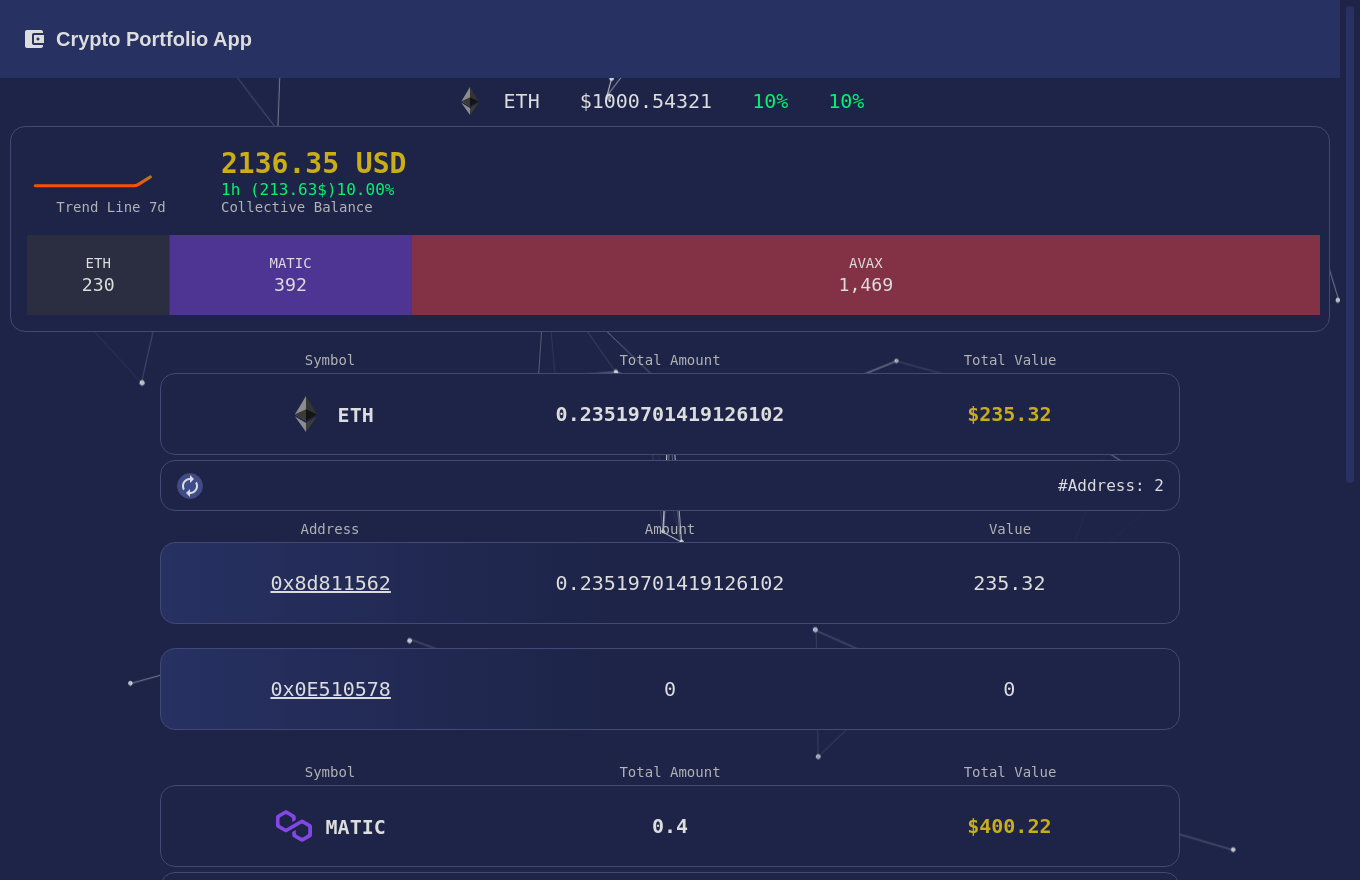 Crypto Portfolio App
ETH $1000.54321 10% 10%
2136.35 USD
1h (213.63$)10.00%
Trend Line 7d Collective Balance
ETH MATIC AVAX
230 392 1,469
Symbol Total Amount Total Value
ETH 0.23519701419126102 $235.32
#Address: 2
Address Amount Value
0x8d811562 0.23519701419126102 235.32
0x0E510578 0 0
Symbol Total Amount Total Value
MATIC 0.4 $400.22